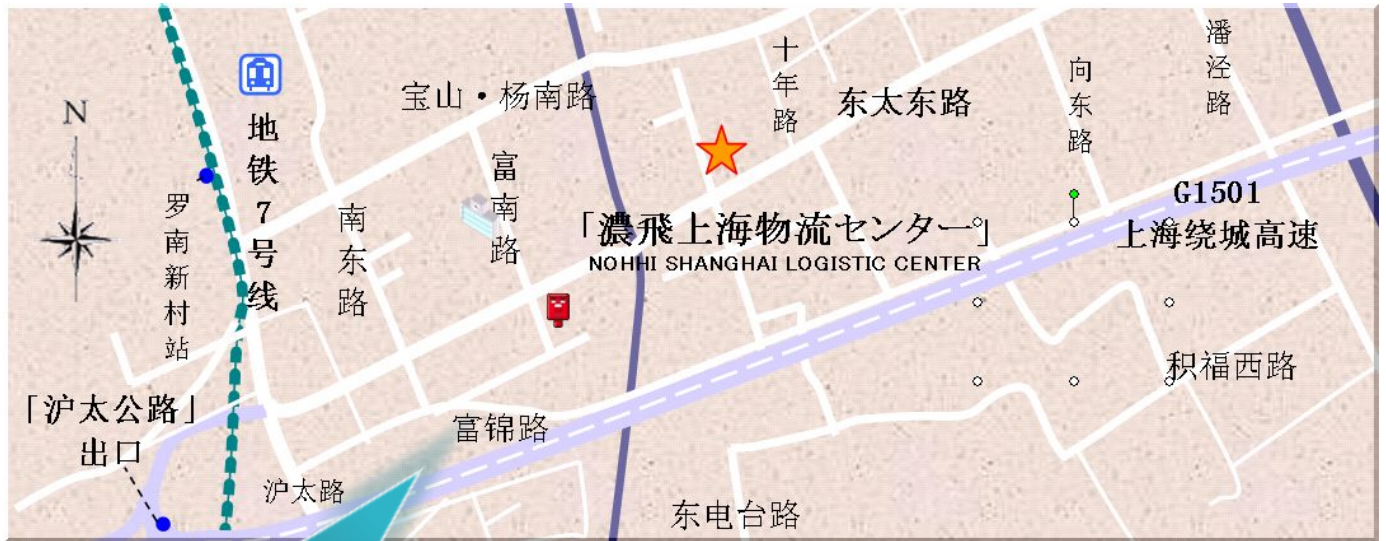 N
地铁7号线
罗南新村站
「沪太公路」
出口
沪太路
南东路
宝山・杨南路
富南路
十年路
东太东路
向东路
潘泾路
「濃飛上海物流センター」
NOHHI SHANGHAI LOGISTIC CENTER
G1501
上海绕城高速
积福西路
富锦路
东电台路